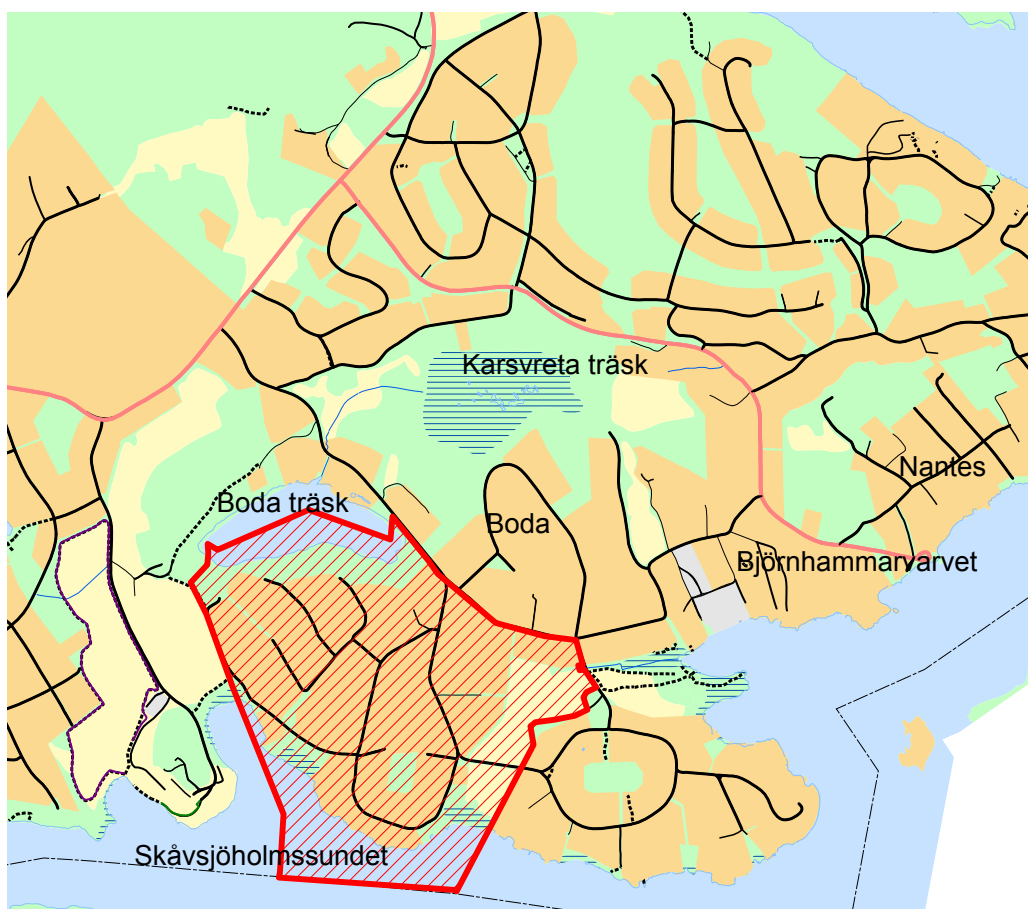 Karsvreta träsk
Nantes
Boda träsk
Boda
Björnhammarvarvet
Skåvsjöholmssundet